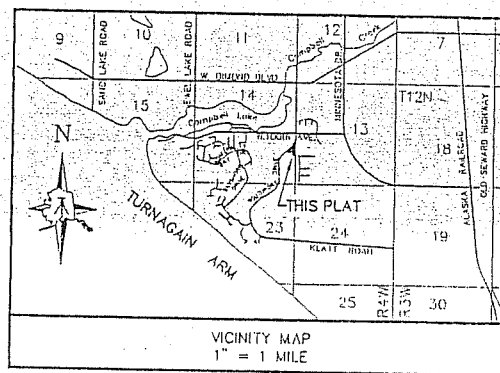 9
10
11
12
7
SAND LAKE ROAD
JEWEL LAKE ROAD
Campbell
Creek
MINNESOTA DR.
W. DIMOND BLVD
15
14
Campbell Lake
T12N
13
18
ALASKA RAILROAD
OLD SEWARD HIGHWAY
N
THIS PLAT
TURNAGAIN ARM
23
24
19
KLATT ROAD
25
R4W
R3W
30
VICINITY MAP
1" = 1 MILE